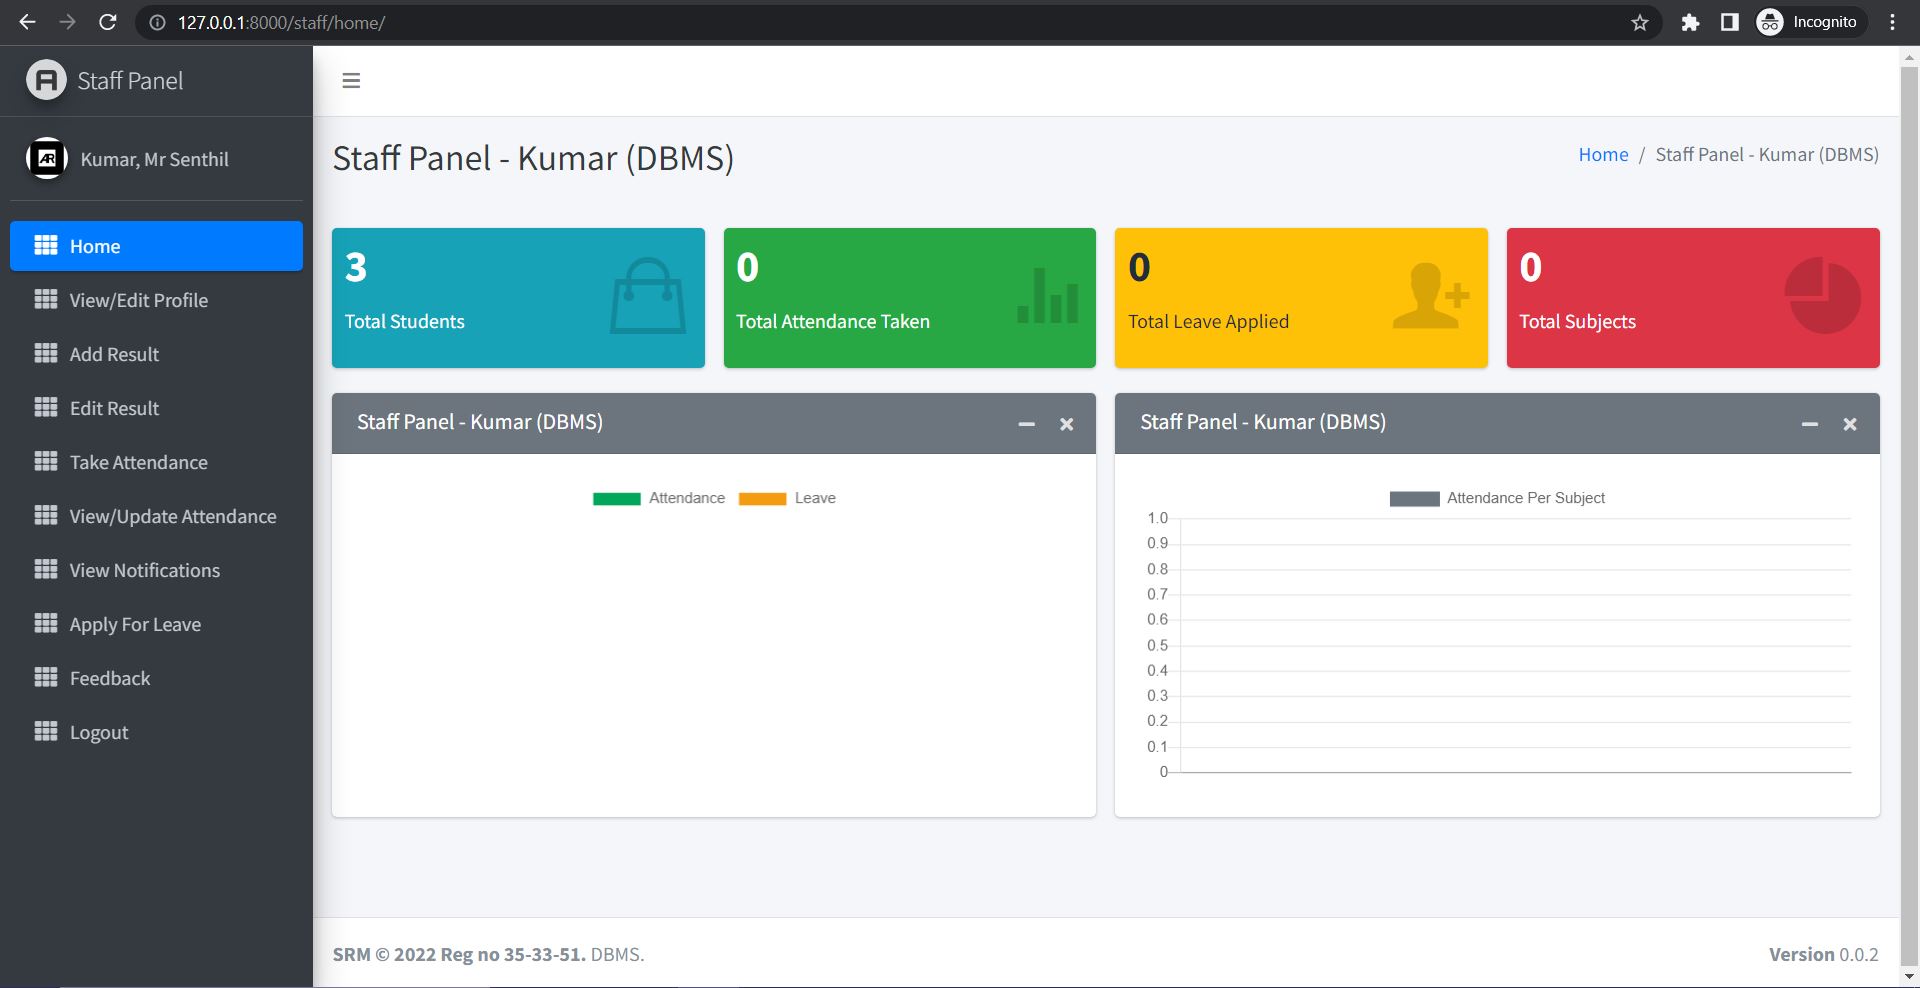 127.0.0.1:8000/staff/home/
Incognito
Staff Panel
Kumar, Mr Senthil
Home
View/Edit Profile
Add Result
Edit Result
Take Attendance
View/Update Attendance
View Notifications
Apply For Leave
Feedback
Logout
Staff Panel - Kumar (DBMS)
Home / Staff Panel - Kumar (DBMS)
3
Total Students
0
Total Attendance Taken
0
Total Leave Applied
0
Total Subjects
Staff Panel - Kumar (DBMS)
Attendance Leave
Staff Panel - Kumar (DBMS)
Attendance Per Subject
1.0
0.9
0.8
0.7
0.6
0.5
0.4
0.3
0.2
0.1
0
SRM © 2022 Reg no 35-33-51. DBMS.
Version 0.0.2